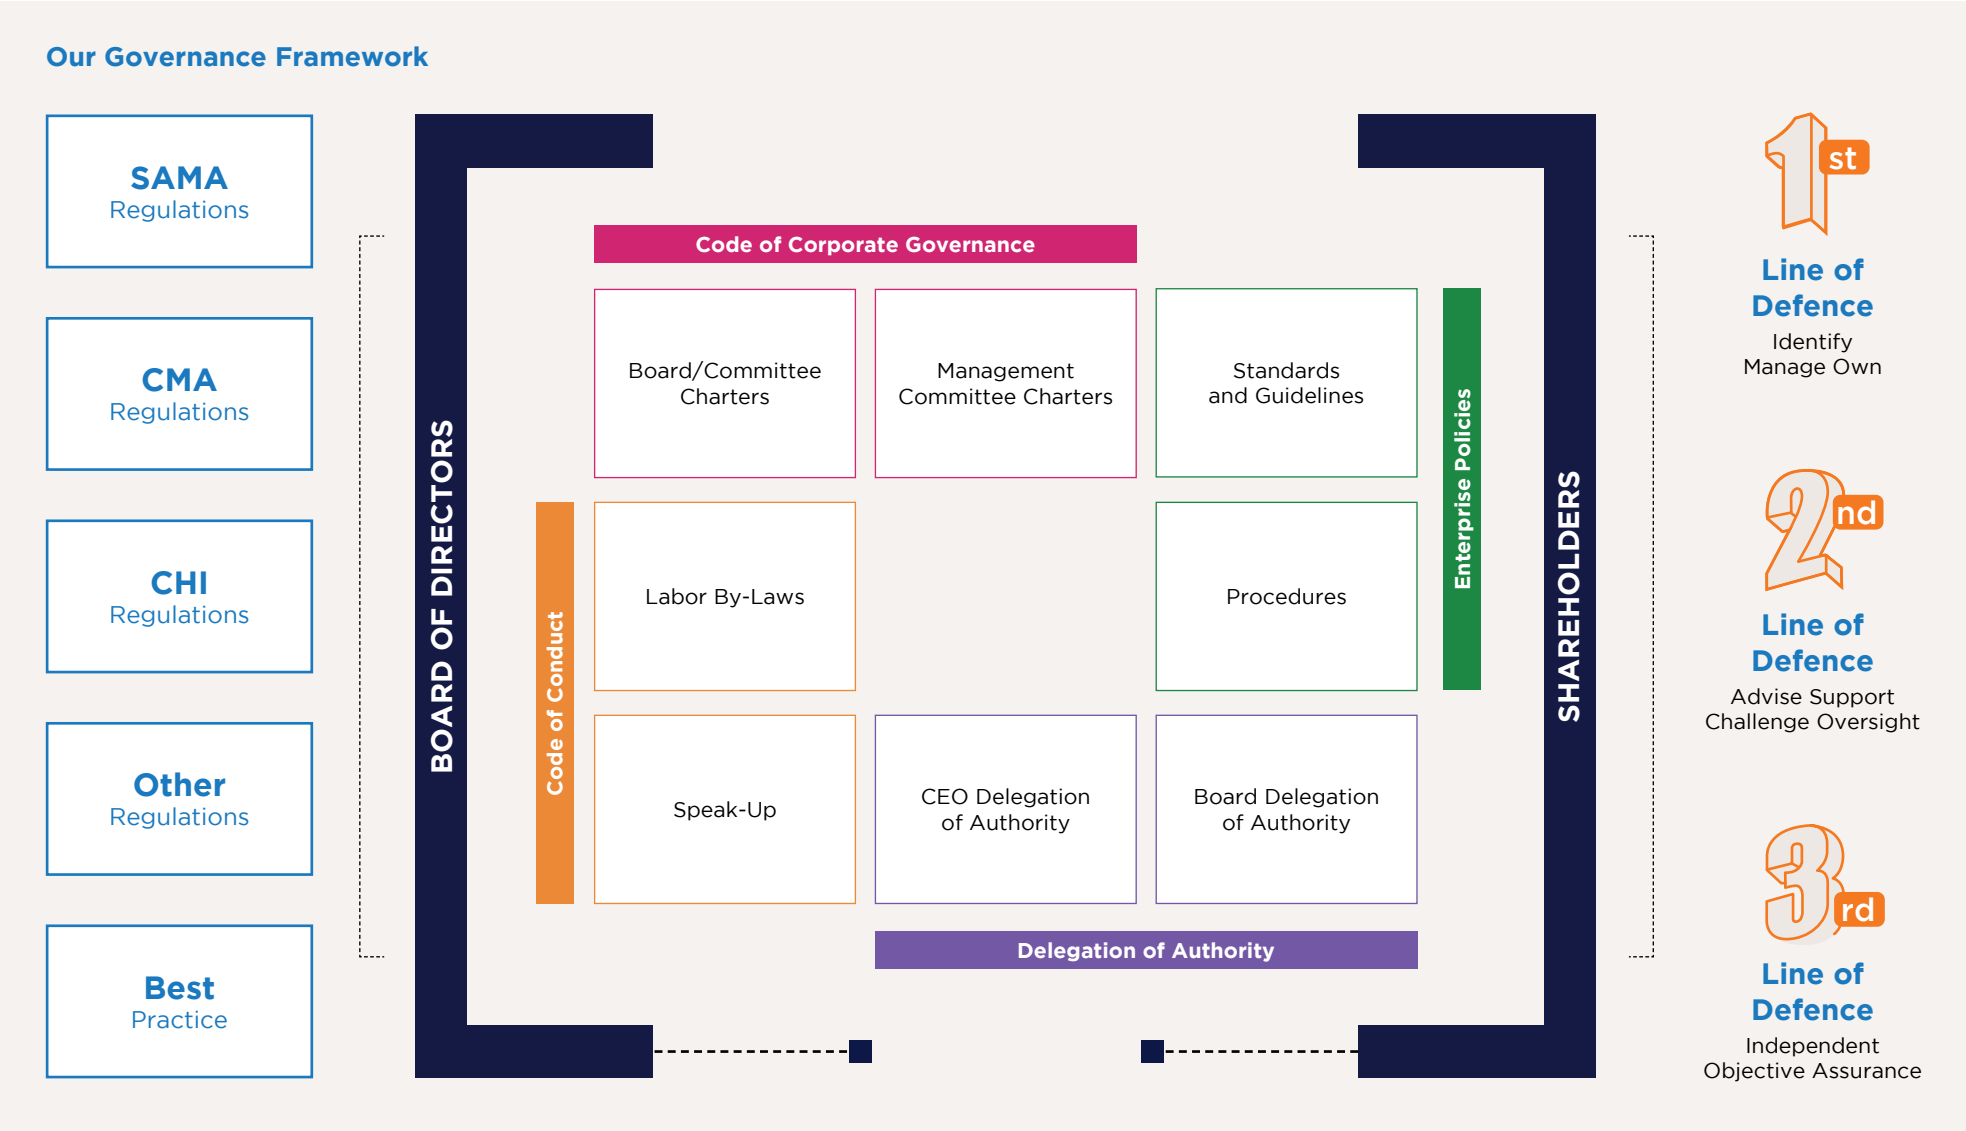 Our Governance Framework
SAMA
Regulations
CMA
Regulations
CHI
Regulations
Other
Regulations
Best
Practice
BOARD OF DIRECTORS
Code of Corporate Governance
Board/Committee
Charters
Management
Committee Charters
Standards
and Guidelines
Enterprise Policies
Code of Conduct
Labor By-Laws
Procedures
Speak-Up
CEO Delegation
of Authority
Board Delegation
of Authority
Delegation of Authority
SHAREHOLDERS
1st
Line of
Defence
Identify
Manage Own
2nd
Line of
Defence
Advise Support
Challenge Oversight
3rd
Line of
Defence
Independent
Objective Assurance